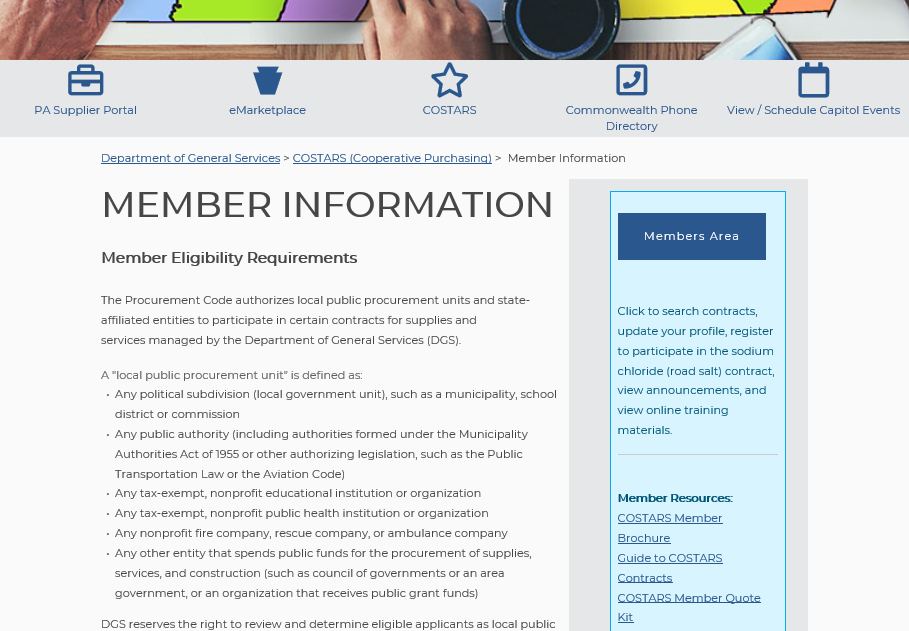 PA Supplier Portal
eMarketplace
COSTARS
Commonwealth Phone
Directory
View / Schedule Capitol Events
Department of General Services > COSTARS (Cooperative Purchasing) > Member Information
MEMBER INFORMATION
Member Eligibility Requirements
The Procurement Code authorizes local public procurement units and state-
affiliated entities to participate in certain contracts for supplies and
services managed by the Department of General Services (DGS).
A "local public procurement unit" is defined as:
• Any political subdivision (local government unit), such as a municipality, school
district or commission
• Any public authority (including authorities formed under the Municipality
Authorities Act of 1955 or other authorizing legislation, such as the Public
Transportation Law or the Aviation Code)
• Any tax-exempt, nonprofit educational institution or organization
• Any tax-exempt, nonprofit public health institution or organization
• Any nonprofit fire company, rescue company, or ambulance company
• Any other entity that spends public funds for the procurement of supplies,
services, and construction (such as council of governments or an area
government, or an organization that receives public grant funds)
DGS reserves the right to review and determine eligible applicants as local public
Members Area
Click to search contracts,
update your profile, register
to participate in the sodium
chloride (road salt) contract,
view announcements, and
view online training
materials.
Member Resources:
COSTARS Member
Brochure
Guide to COSTARS
Contracts
COSTARS Member Quote
Kit